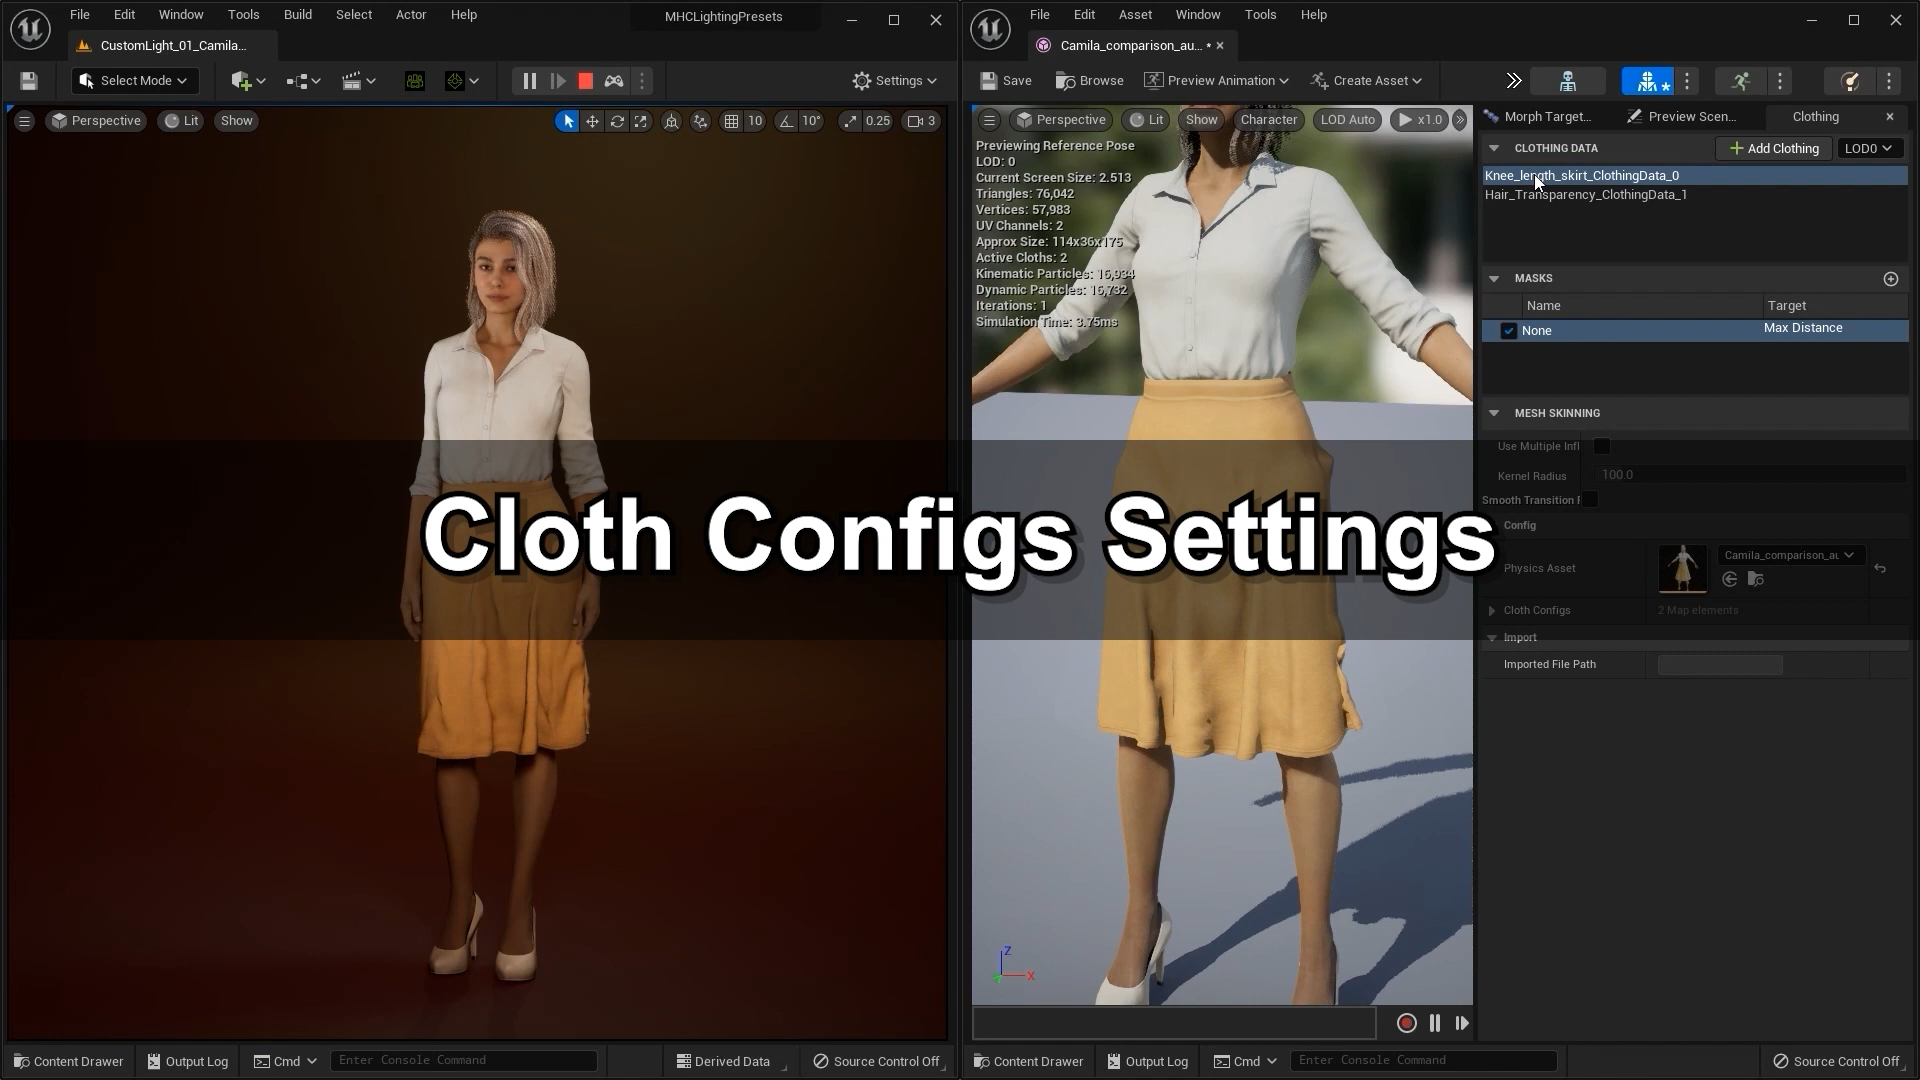 File Edit Window Tools Build Select Actor Help
MHCLightingPresets
CustomLight_01_Camila...
Select Mode
Settings
Perspective Lit Show
10 10° 0.25 3
File Edit Asset Window Tools Help
Camila_comparison_au... *
Save Browse Preview Animation Create Asset
Perspective Lit Show Character LOD Auto x1.0
Previewing Reference Pose
LOD: 0
Current Screen Size: 2.513
Triangles: 76,042
Vertices: 57,983
UV Channels: 2
Approx Size: 114x36x175
Active Cloths: 2
Kinematic Particles: 16,934
Dynamic Particles: 16,732
Iterations: 1
Simulation Time: 3.75ms
Morph Target... Preview Scen... Clothing
CLOTHING DATA
Add Clothing LOD0
Knee_length_skirt_ClothingData_0
Hair_Transparency_ClothingData_1
MASKS
Name Target
None Max Distance
MESH SKINNING
Use Multiple Infl
Kernel Radius 100.0
Smooth Transition F
Config
Physics Asset Camila_comparison_au
Cloth Configs 2 Map elements
Import
Imported File Path
Cloth Configs Settings
Z
X
Content Drawer Output Log Cmd Enter Console Command Derived Data Source Control Off
Content Drawer Output Log Cmd Enter Console Command Source Control Off